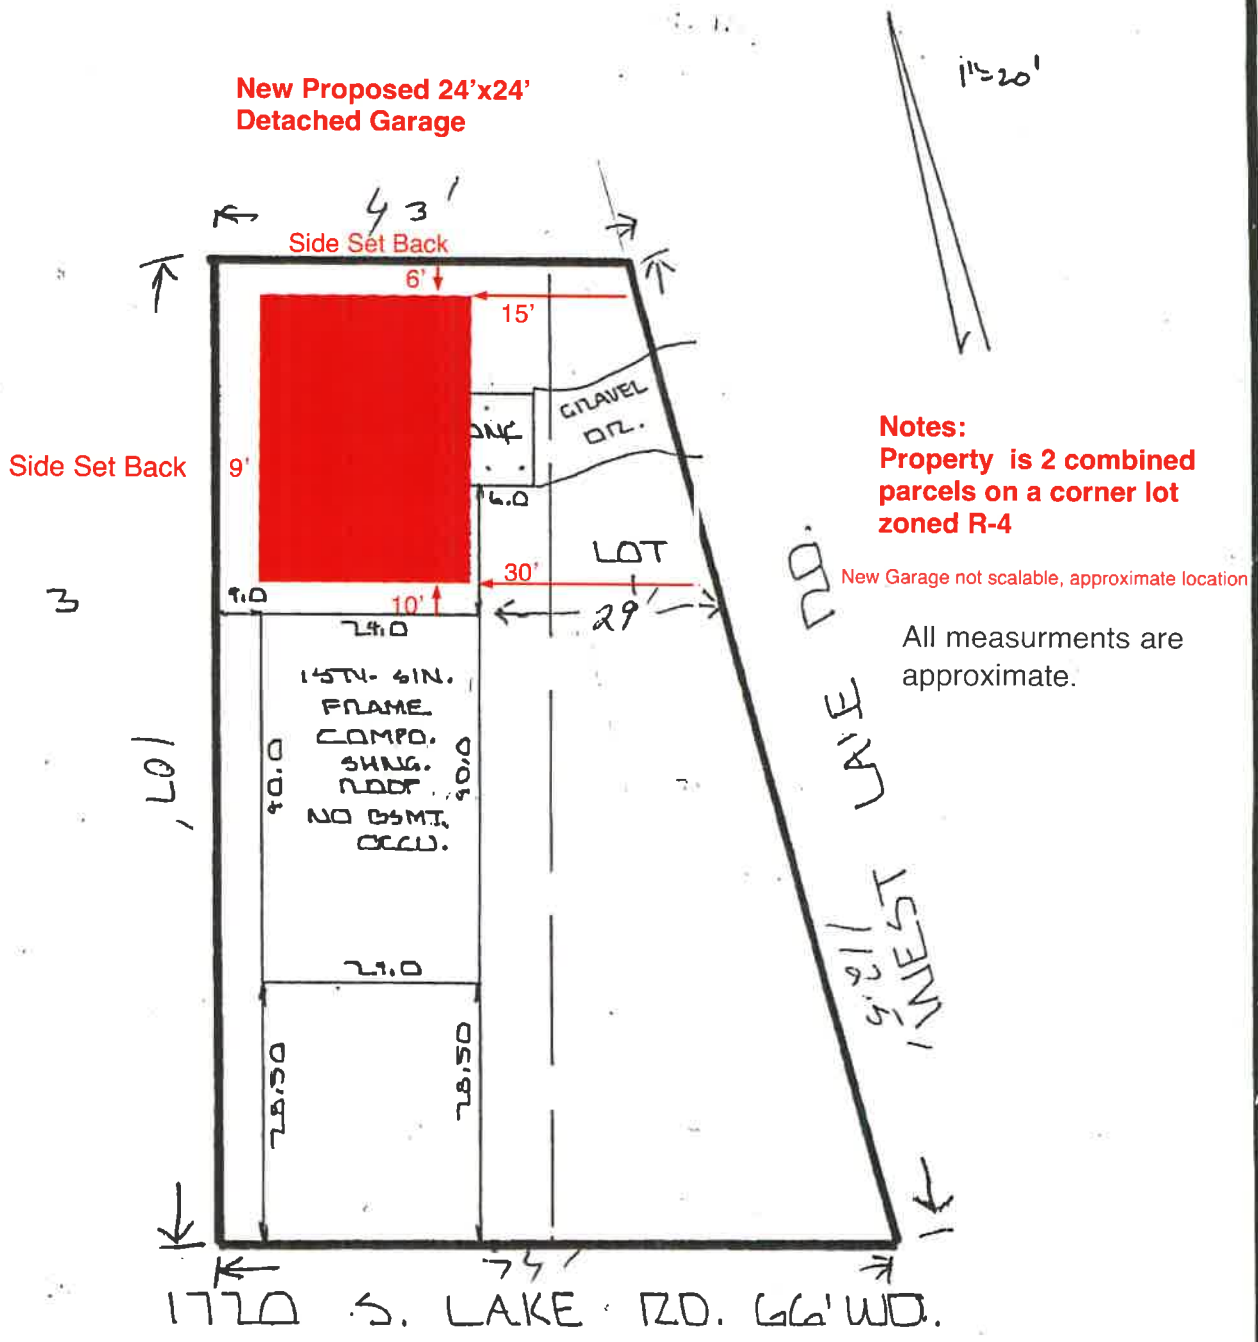 1"=20'
New Proposed 24'x24'
Detached Garage
43'
Side Set Back
6'
15'
GRAVEL
DR.
Notes:
Property is 2 combined
parcels on a corner lot
zoned R-4
Side Set Back
9'
6.0
LOT
30'
New Garage not scalable, approximate location
3
9.0
10'
29'
24.0
All measurments are
approximate.
1 STY- SIN.
FRAME
COMPO.
SHNG.
ROOF
NO BSMT.
OCCU.
40.0
40.0
LOT
WEST LAKE RD.
24.0
28.50
28.50
74'
1720 S. LAKE RD. 66' WD.